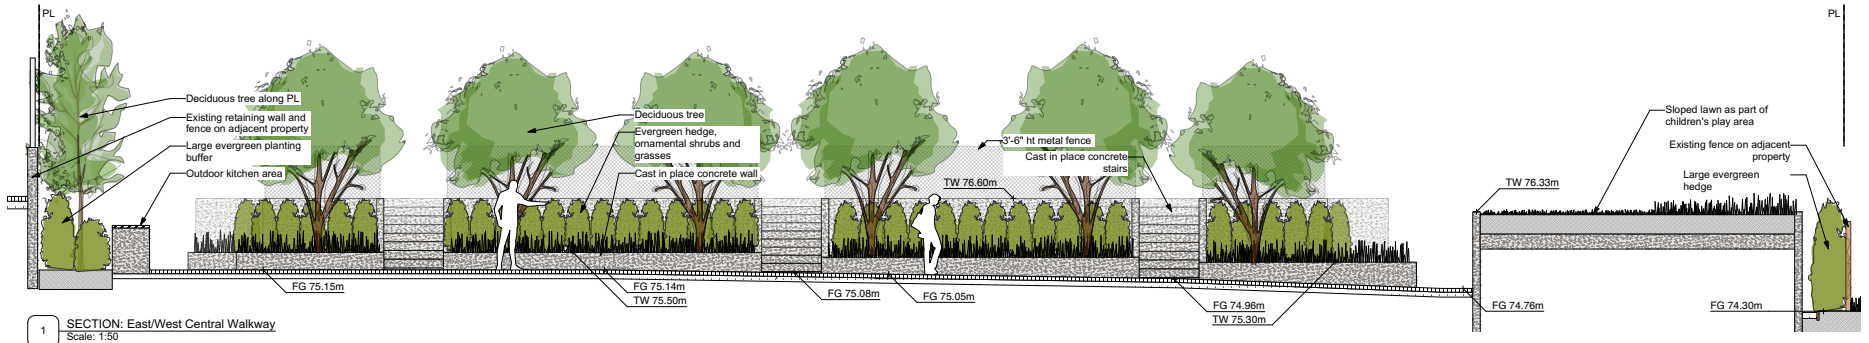 PL
PL
Deciduous tree along PL
Existing retaining wall and
fence on adjacent property
Large evergreen planting
buffer
Outdoor kitchen area
Deciduous tree
Evergreen hedge,
ornamental shrubs and
grasses
Cast in place concrete wall
3'-6" ht metal fence
Cast in place concrete
stairs
TW 76.60m
Sloped lawn as part of
children's play area
Existing fence on adjacent
property
Large evergreen
hedge
TW 76.33m
FG 75.15m
FG 75.14m
TW 75.50m
FG 75.08m
FG 75.05m
FG 74.96m
TW 75.30m
FG 74.76m
FG 74.30m
1
SECTION: East/West Central Walkway
Scale: 1:50